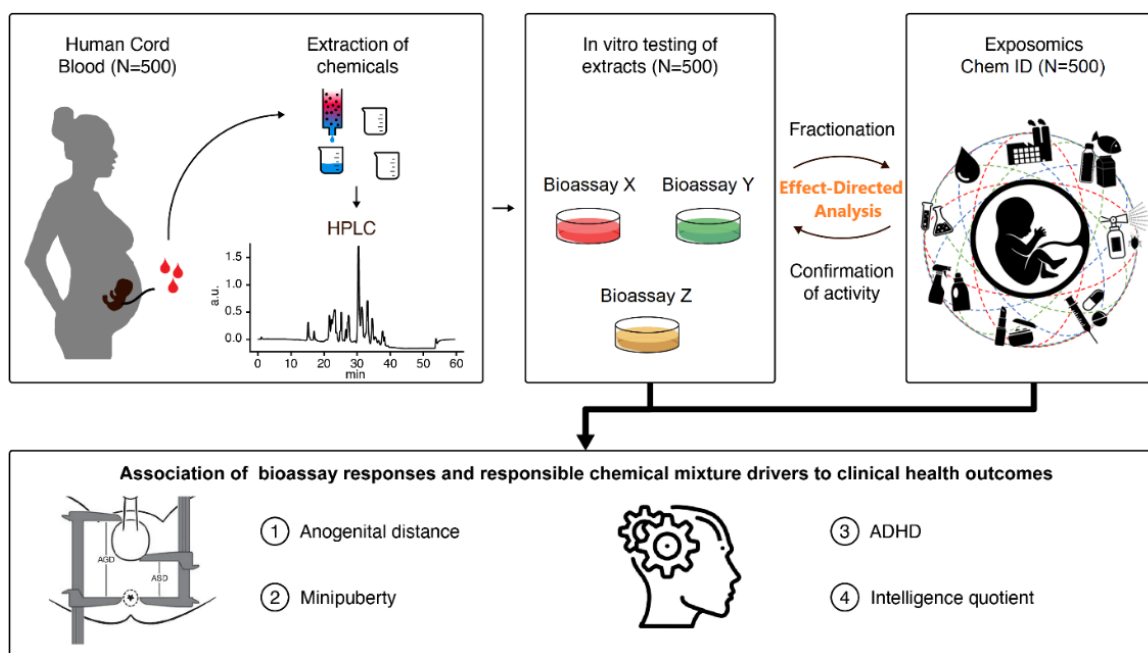 Human Cord
Blood (N=500)
Extraction of
chemicals
HPLC
1.5
1.0
0.5
0.0
a.u.
0 10 20 30 40 50 60
min
In vitro testing of
extracts (N=500)
Bioassay X
Bioassay Y
Bioassay Z
Fractionation
Effect-Directed
Analysis
Confirmation
of activity
Exposomics
Chem ID (N=500)
Association of bioassay responses and responsible chemical mixture drivers to clinical health outcomes
AGD
ASD
1 Anogenital distance
2 Minipuberty
3 ADHD
4 Intelligence quotient